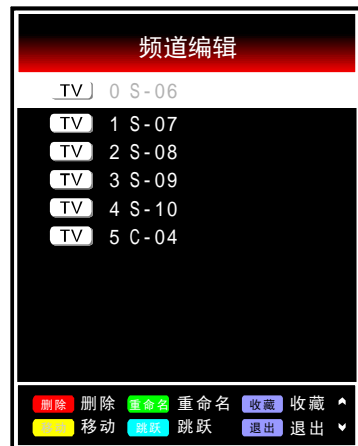 频道编辑
TV 0 S-06
TV 1 S-07
TV 2 S-08
TV 3 S-09
TV 4 S-10
TV 5 C-04
删除 删除 重命名 重命名 收藏 收藏
移动 移动 跳跃 跳跃 退出 退出